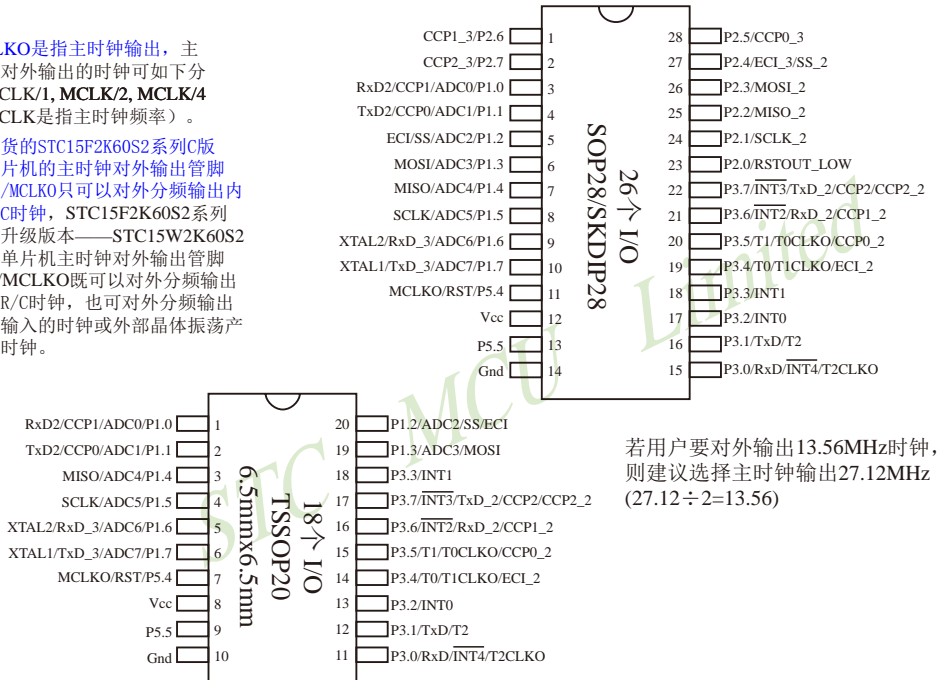 LKO是指主时钟输出，主
对外输出的时钟可如下分
CLK/1, MCLK/2, MCLK/4
CLK是指主时钟频率）。
货的STC15F2K60S2系列C版
片机的主时钟对外输出管脚
/MCLKO只可以对外分频输出内
C时钟，STC15F2K60S2系列
升级版本——STC15W2K60S2
单片机主时钟对外输出管脚
/MCLKO既可以对外分频输出
R/C时钟，也可对外分频输出
输入的时钟或外部晶体振荡产
时钟。
CCP1_3/P2.6 1
CCP2_3/P2.7 2
RxD2/CCP1/ADC0/P1.0 3
TxD2/CCP0/ADC1/P1.1 4
ECI/SS/ADC2/P1.2 5
MOSI/ADC3/P1.3 6
MISO/ADC4/P1.4 7
SCLK/ADC5/P1.5 8
XTAL2/RxD_3/ADC6/P1.6 9
XTAL1/TxD_3/ADC7/P1.7 10
MCLKO/RST/P5.4 11
Vcc 12
P5.5 13
Gnd 14
26个 I/O
SOP28/SKDIP28
28 P2.5/CCP0_3
27 P2.4/ECI_3/SS_2
26 P2.3/MOSI_2
25 P2.2/MISO_2
24 P2.1/SCLK_2
23 P2.0/RSTOUT_LOW
22 P3.7/INT3/TxD_2/CCP2/CCP2_2
21 P3.6/INT2/RxD_2/CCP1_2
20 P3.5/T1/T0CLKO/CCP0_2
19 P3.4/T0/T1CLKO/ECI_2
18 P3.3/INT1
17 P3.2/INT0
16 P3.1/TxD/T2
15 P3.0/RxD/INT4/T2CLKO
RxD2/CCP1/ADC0/P1.0 1
TxD2/CCP0/ADC1/P1.1 2
MISO/ADC4/P1.4 3
SCLK/ADC5/P1.5 4
XTAL2/RxD_3/ADC6/P1.6 5
XTAL1/TxD_3/ADC7/P1.7 6
MCLKO/RST/P5.4 7
Vcc 8
P5.5 9
Gnd 10
18个 I/O
TSSOP20
6.5mmx6.5mm
20 P1.2/ADC2/SS/ECI
19 P1.3/ADC3/MOSI
18 P3.3/INT1
17 P3.7/INT3/TxD_2/CCP2/CCP2_2
16 P3.6/INT2/RxD_2/CCP1_2
15 P3.5/T1/T0CLKO/CCP0_2
14 P3.4/T0/T1CLKO/ECI_2
13 P3.2/INT0
12 P3.1/TxD/T2
11 P3.0/RxD/INT4/T2CLKO
若用户要对外输出13.56MHz时钟，
则建议选择主时钟输出27.12MHz
(27.12÷2=13.56)
STC MCU Limited